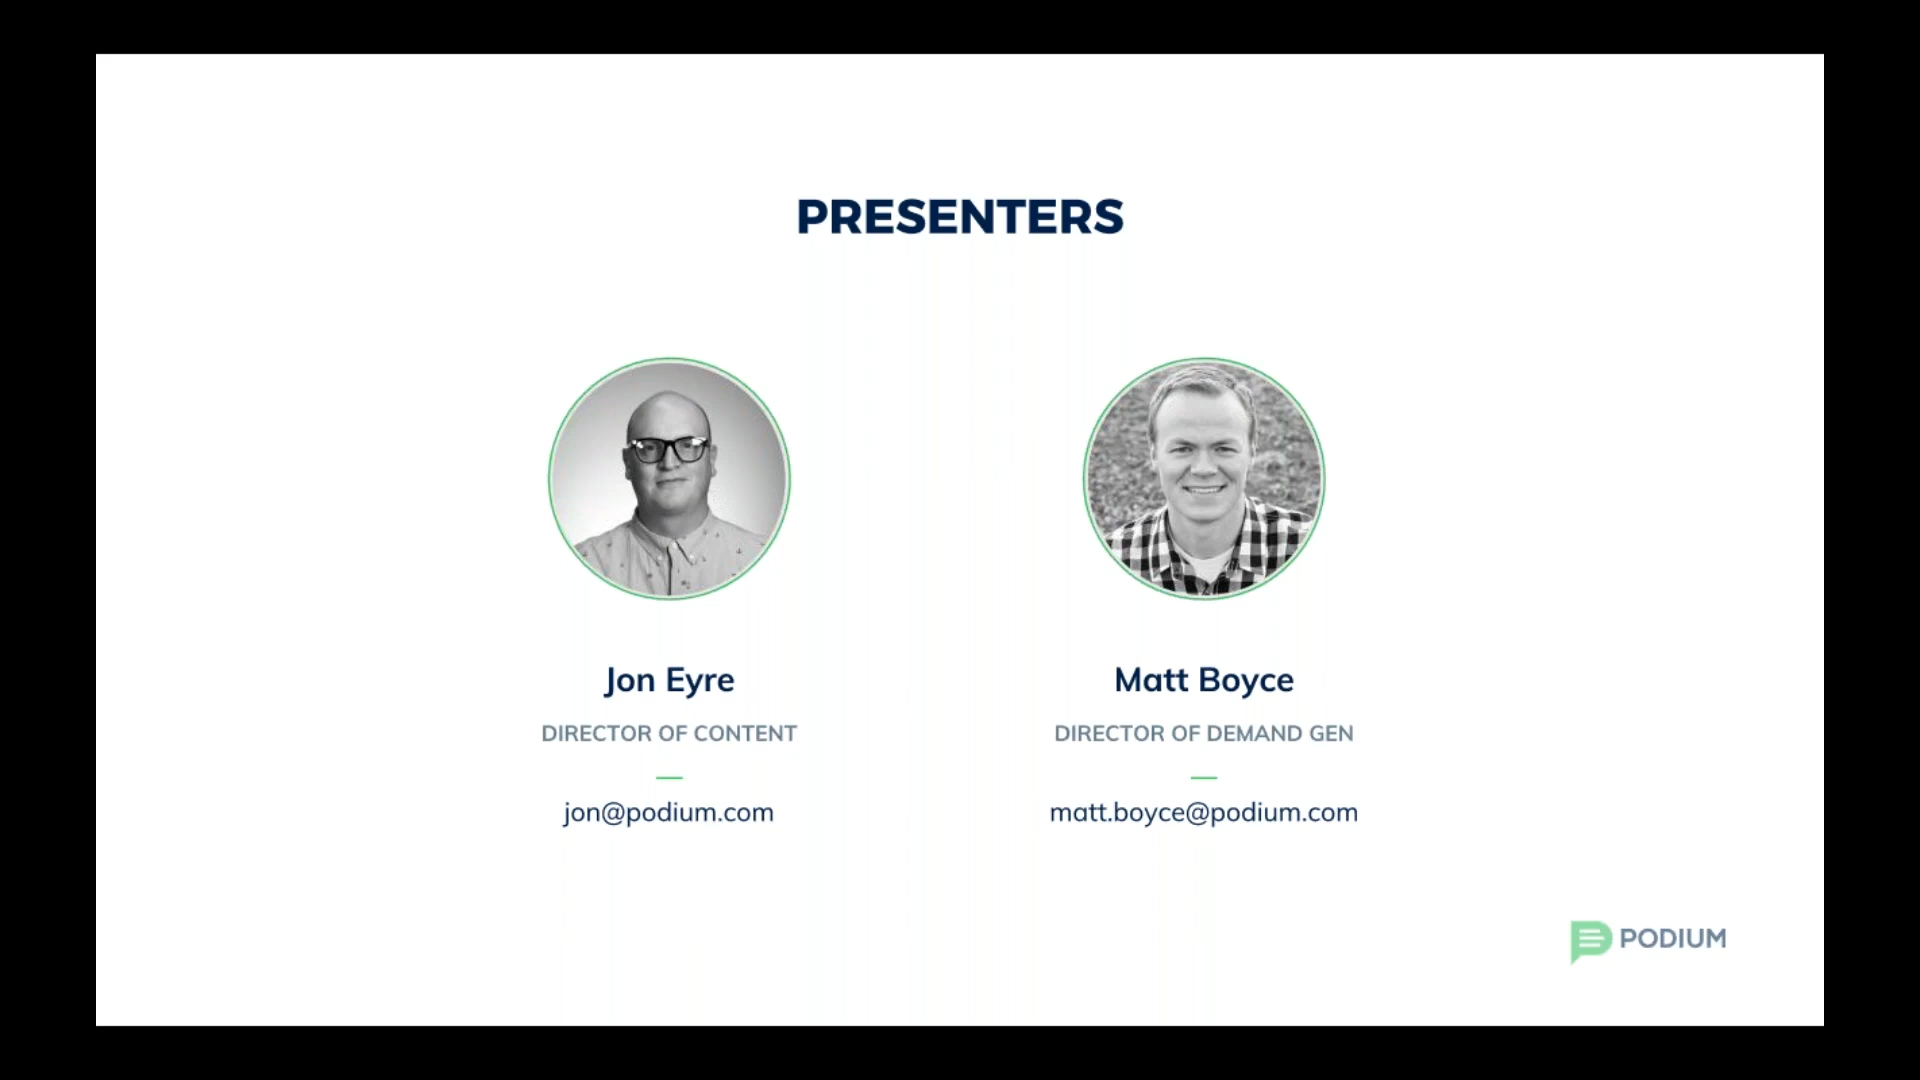 PRESENTERS
Jon Eyre
DIRECTOR OF CONTENT
jon@podium.com
Matt Boyce
DIRECTOR OF DEMAND GEN
matt.boyce@podium.com
PODIUM